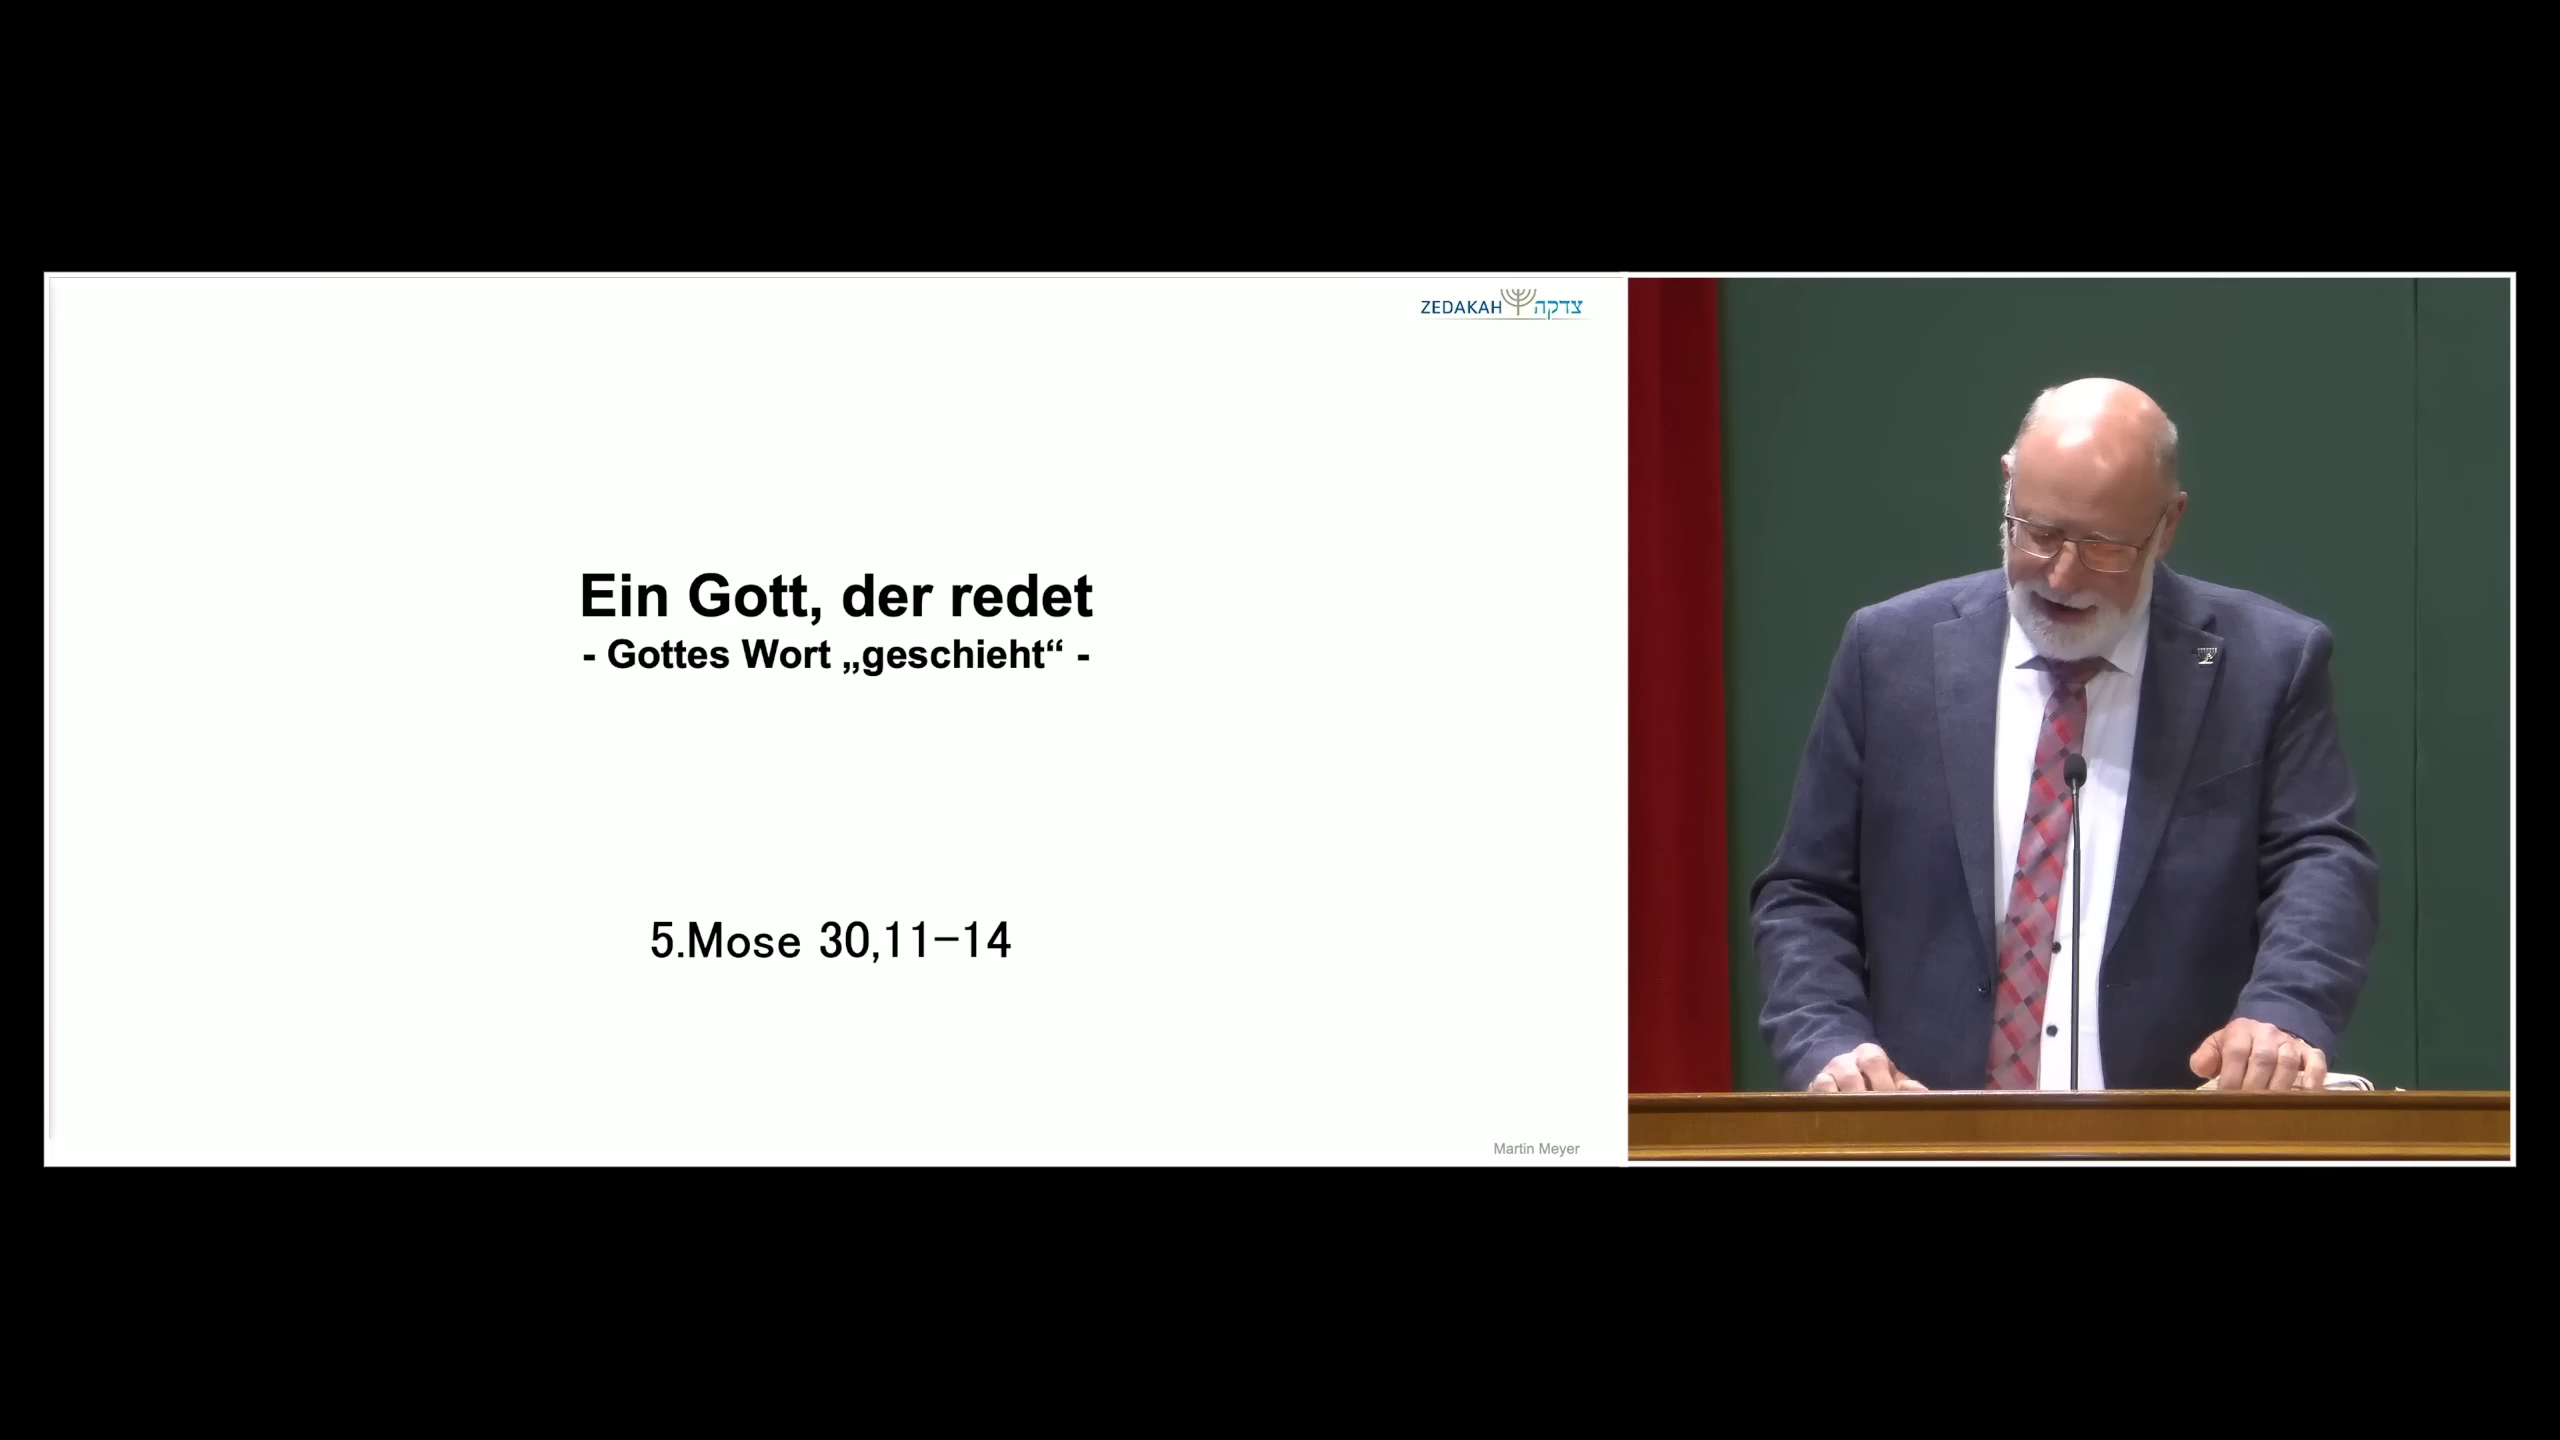 ZEDAKAH צדקה
Ein Gott, der redet
- Gottes Wort „geschieht“ -
5.Mose 30,11-14
Martin Meyer